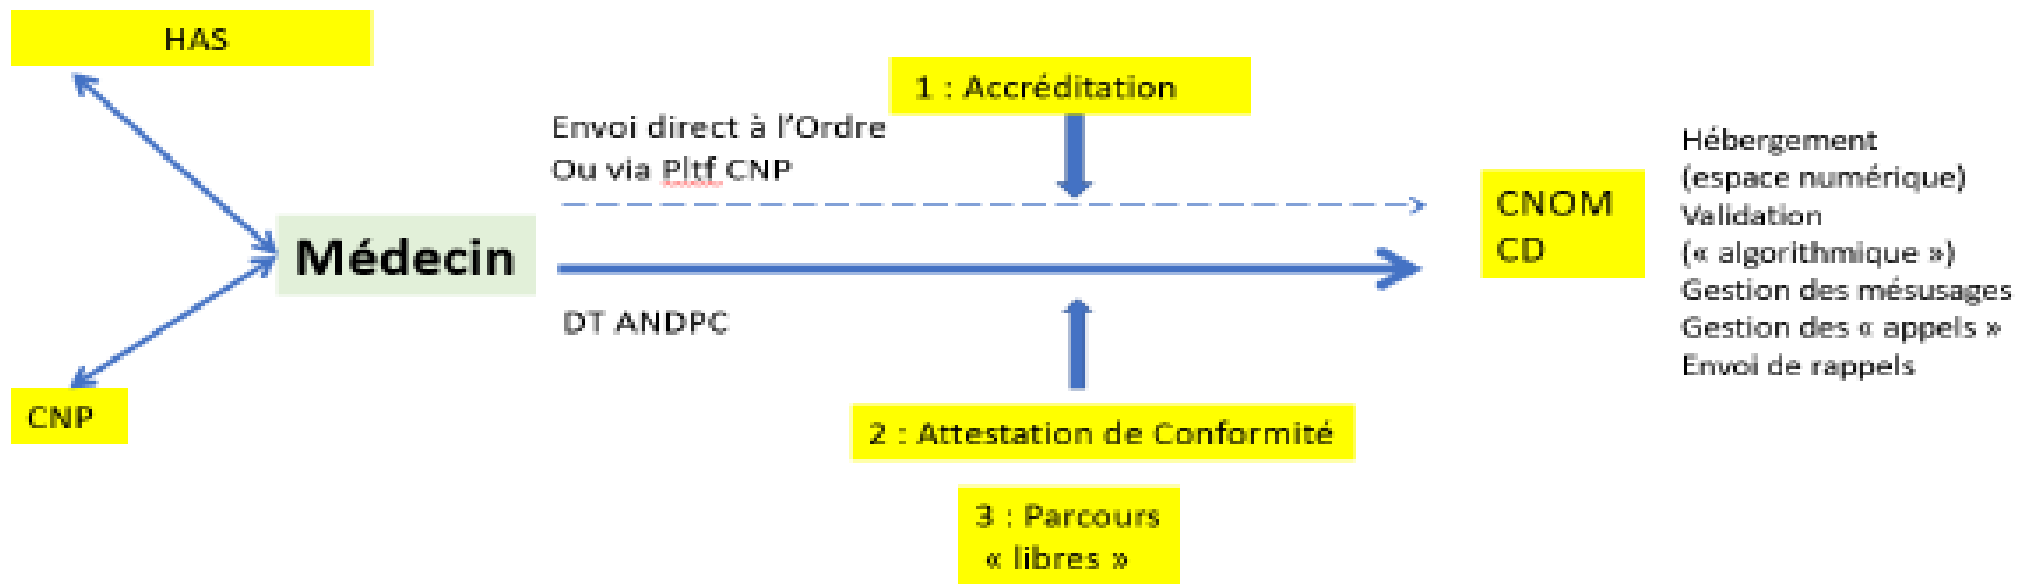 HAS
1 : Accréditation
Envoi direct à l'Ordre
Ou via Pltf CNP
Médecin
DT ANDPC
CNP
2 : Attestation de Conformité
3 : Parcours
« libres »
CNOM
CD
Hébergement
(espace numérique)
Validation
(« algorithmique »)
Gestion des mésusages
Gestion des « appels »
Envoi de rappels